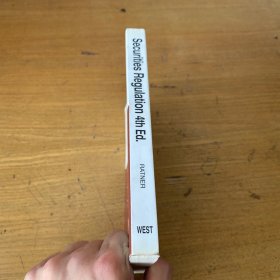 Securities Regulation 4th Ed.
RATNER
WEST